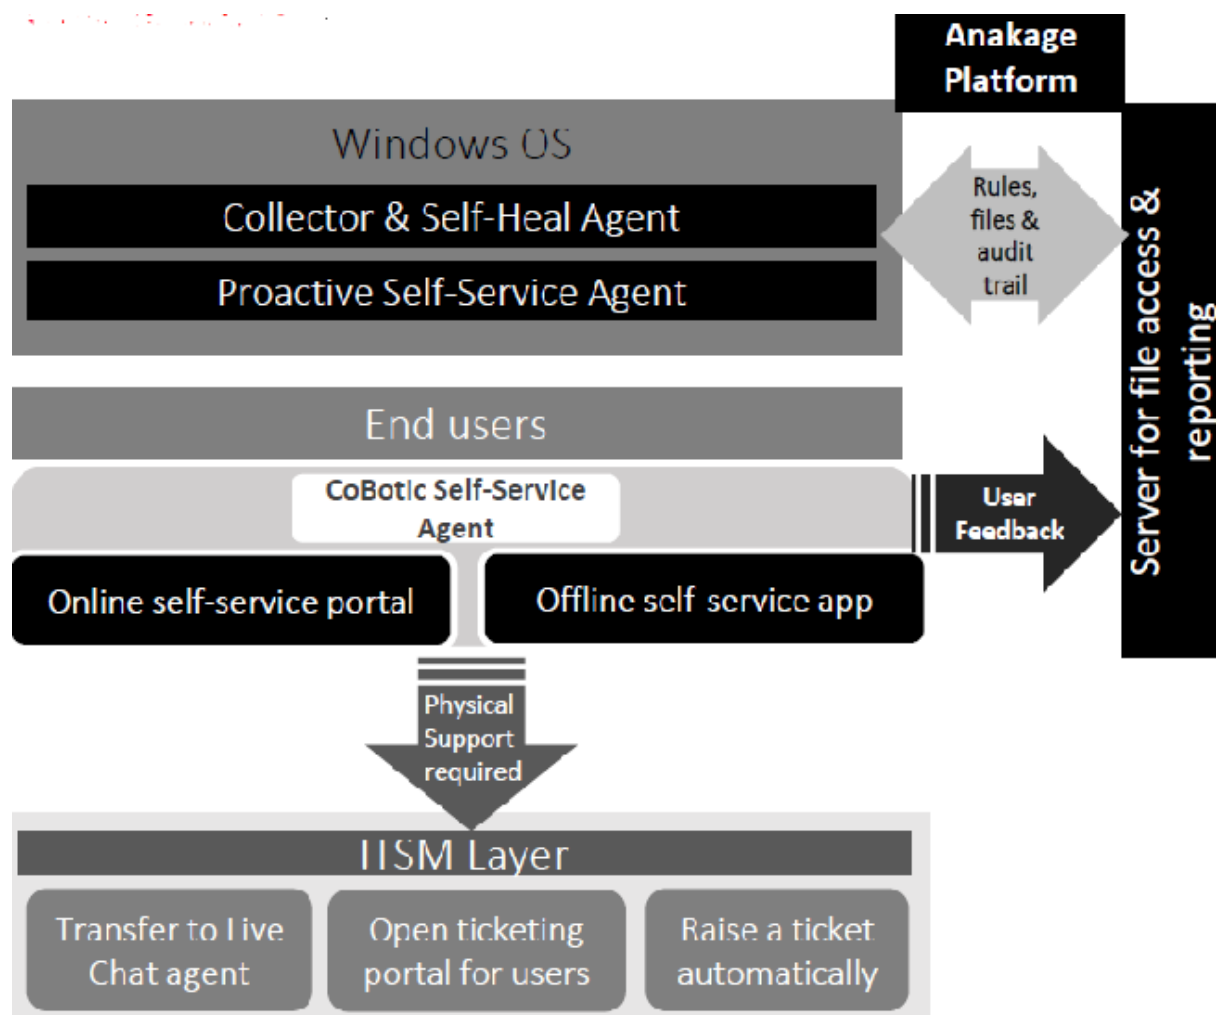 Anakage
Platform
Windows OS
Collector & Self-Heal Agent
Proactive Self-Service Agent
Rules,
files &
audit
trail
Server for file access &
reporting
End users
CoBotic Self-Service
Agent
User
Feedback
Online self-service portal
Offline self-service app
Physical
Support
required
ITSM Layer
Transfer to Live
Chat agent
Open ticketing
portal for users
Raise a ticket
automatically